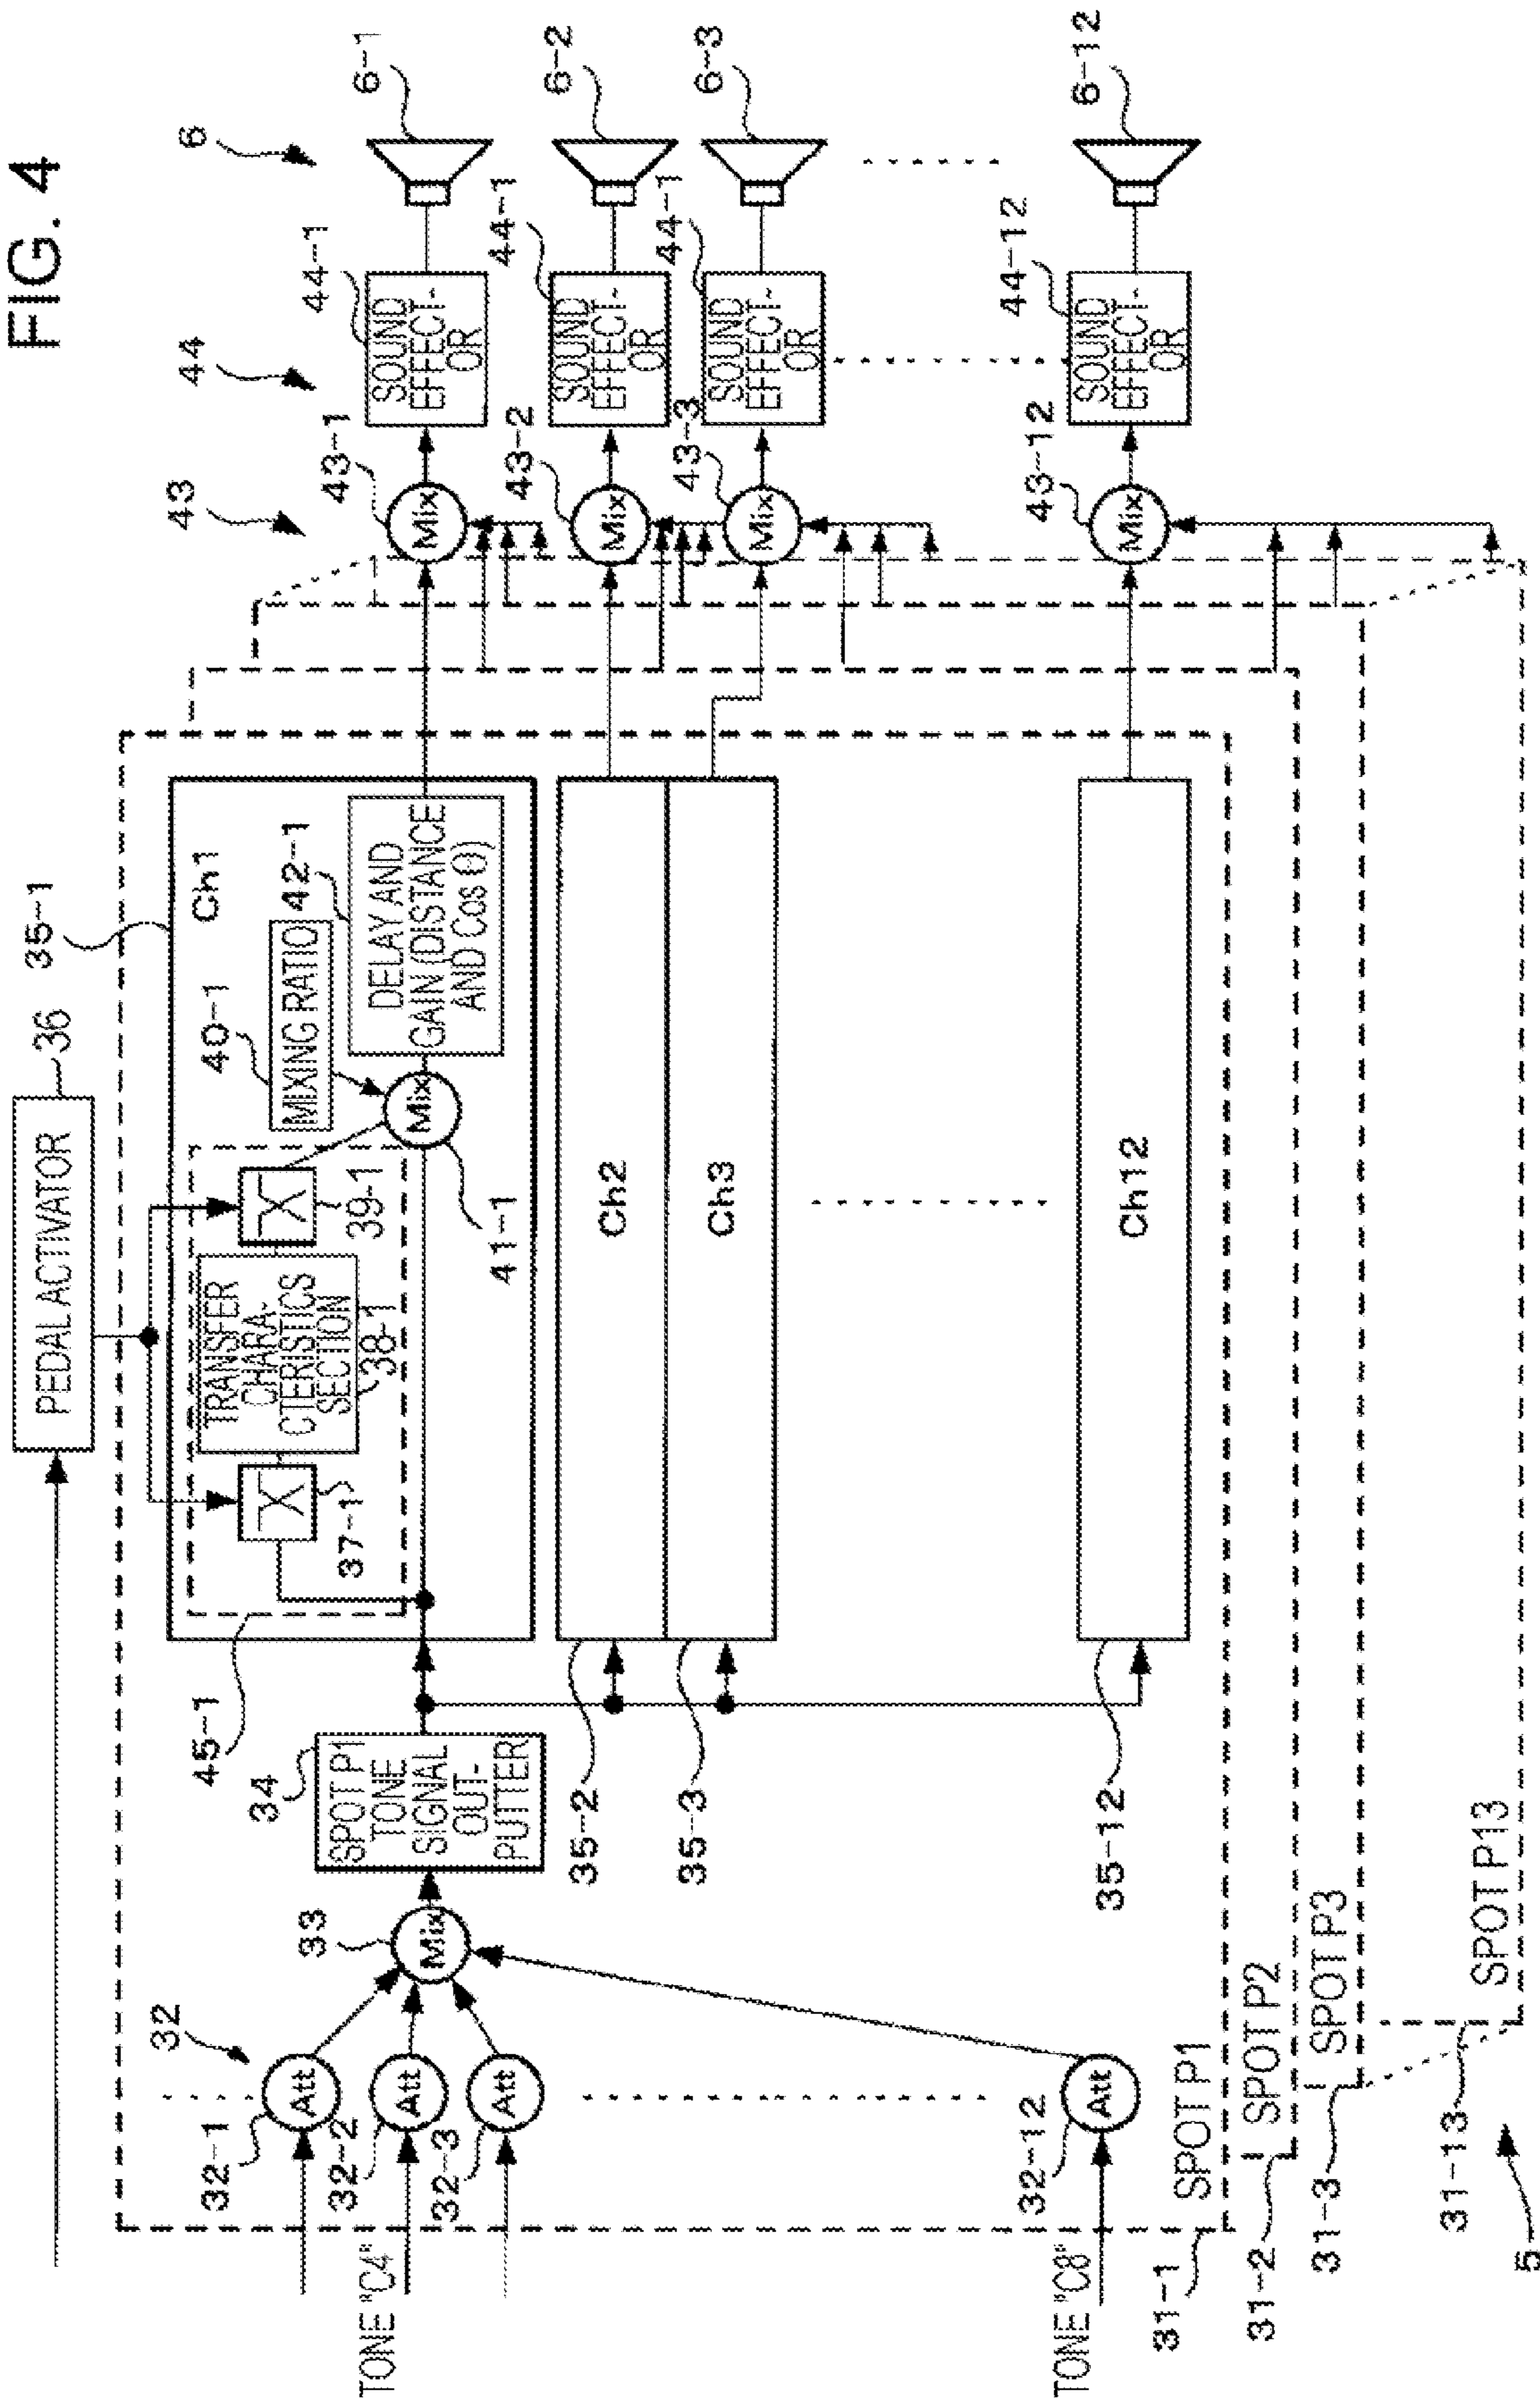 FIG. 4
6
6-1
6-2
6-3
6-12
44
44-1
44-1
44-1
44-12
SOUND
EFFECT-
OR
SOUND
EFFECT-
OR
SOUND
EFFECT-
OR
SOUND
EFFECT-
OR
43
43-1
43-2
43-3
43-12
Mix
Mix
Mix
Mix
PEDAL ACTIVATOR
36
35-1
Ch1
40-1
MIXING RATIO
42-1
DELAY AND
GAIN (DISTANCE
AND Cos θ)
Mix
41-1
39-1
TRANSFER
CHARA-
CTERISTICS
SECTION
38-1
37-1
45-1
Ch2
Ch3
Ch12
35-2
35-3
35-12
34
SPOT P1
TONE
SIGNAL
OUT-
PUTTER
33
Mix
32
Att
Att
Att
Att
32-1
32-2
32-3
32-12
TONE "C4"
TONE "C8"
SPOT P1
SPOT P2
SPOT P3
SPOT P13
31-1
31-2
31-3
31-13
5